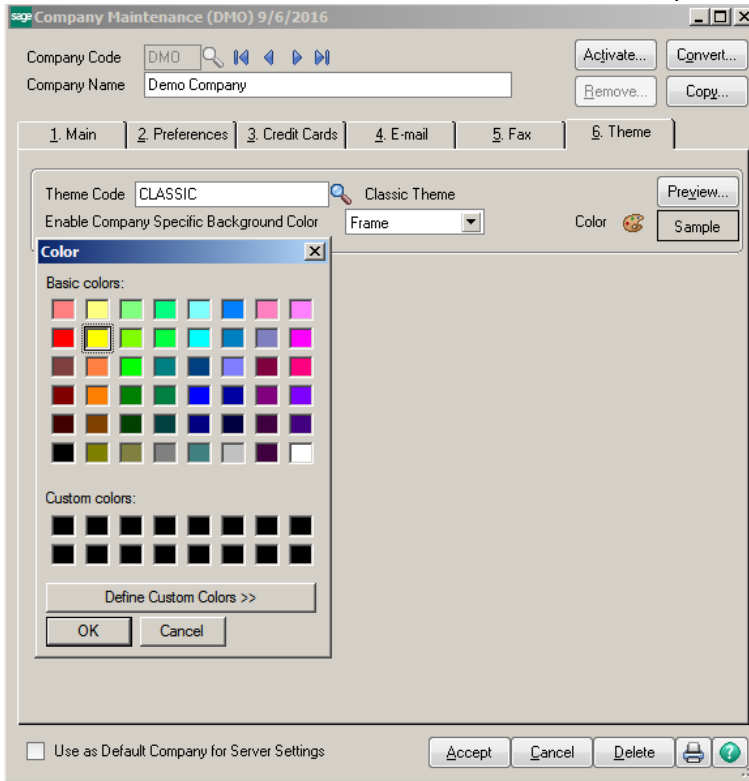 sage Company Maintenance (DMO) 9/6/2016
Company Code DMO Activate... Convert...
Company Name Demo Company Remove... Copy...
1. Main 2. Preferences 3. Credit Cards 4. E-mail 5. Fax 6. Theme
Theme Code CLASSIC Classic Theme Preview...
Enable Company Specific Background Color Frame Color Sample
Color
Basic colors:
Custom colors:
Define Custom Colors >>
OK Cancel
Use as Default Company for Server Settings Accept Cancel Delete